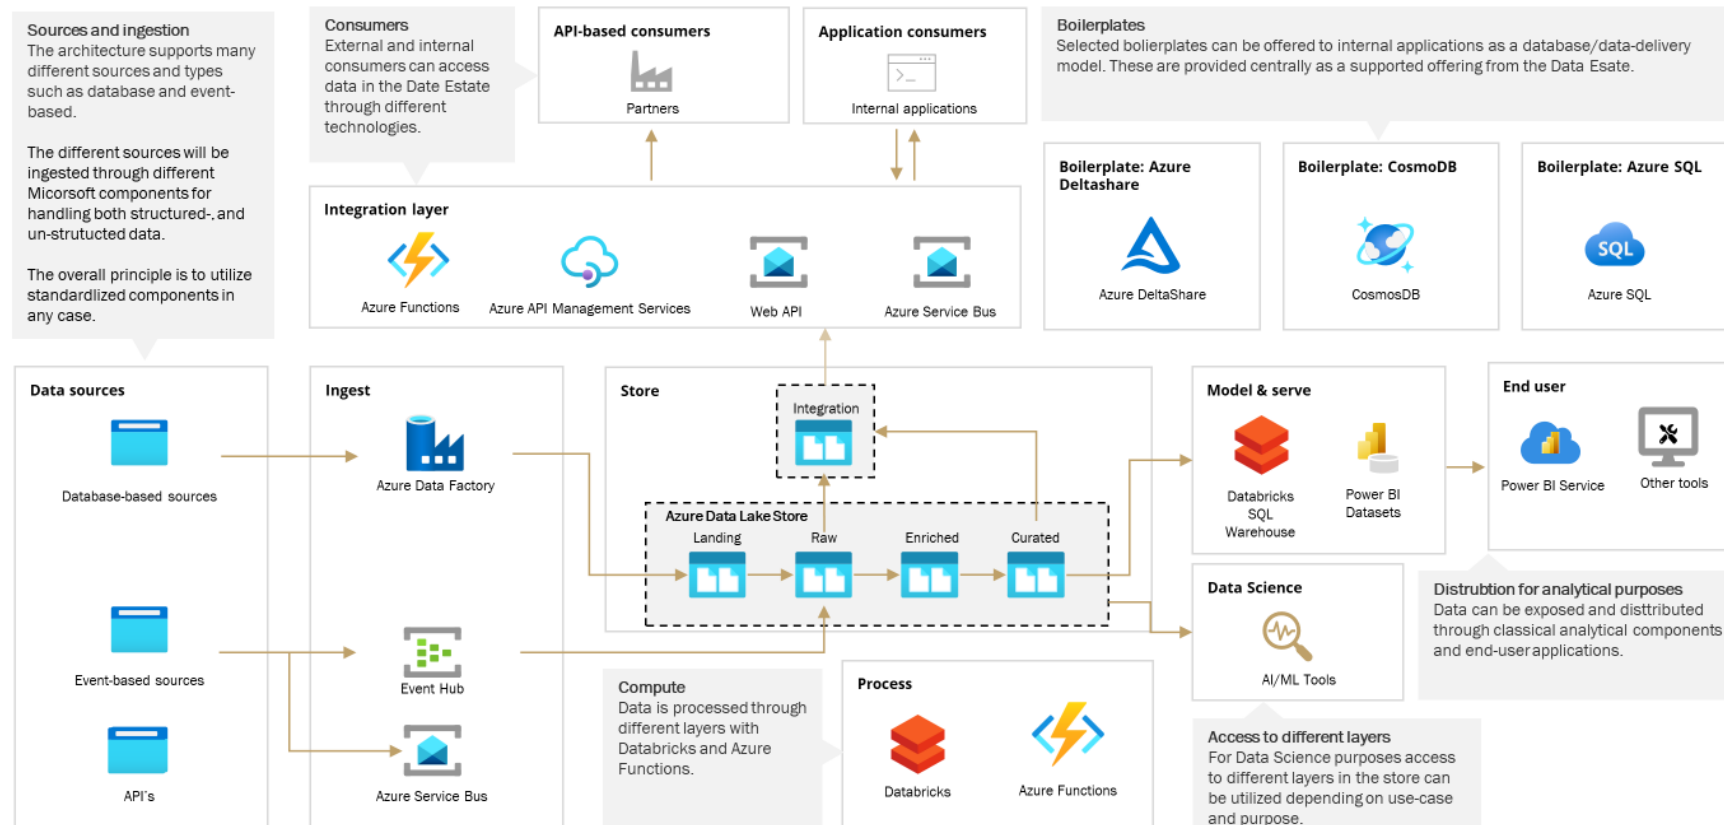 Sources and ingestion
The architecture supports many
different sources and types
such as database and event-
based.
The different sources will be
ingested through different
Micorsoft components for
handling both structured-, and
un-strutucted data.
The overall principle is to utilize
standardlized components in
any case.
Consumers
External and internal
consumers can access
data in the Date Estate
through different
technologies.
API-based consumers
Partners
Application consumers
Internal applications
Boilerplates
Selected bolierplates can be offered to internal applications as a database/data-delivery
model. These are provided centrally as a supported offering from the Data Esate.
Integration layer
Azure Functions
Azure API Management Services
Web API
Azure Service Bus
Boilerplate: Azure
Deltashare
Azure DeltaShare
Boilerplate: CosmoDB
CosmosDB
Boilerplate: Azure SQL
SQL
Azure SQL
Data sources
Database-based sources
Event-based sources
API's
Ingest
Azure Data Factory
Event Hub
Azure Service Bus
Store
Integration
Azure Data Lake Store
Landing
Raw
Enriched
Curated
Model & serve
Databricks
SQL
Warehouse
Power BI
Datasets
End user
Power BI Service
Other tools
Data Science
AI/ML Tools
Distrubtion for analytical purposes
Data can be exposed and disttributed
through classical analytical components
and end-user applications.
Compute
Data is processed through
different layers with
Databricks and Azure
Functions.
Process
Databricks
Azure Functions
Access to different layers
For Data Science purposes access
to different layers in the store can
be utilized depending on use-case
and purpose.